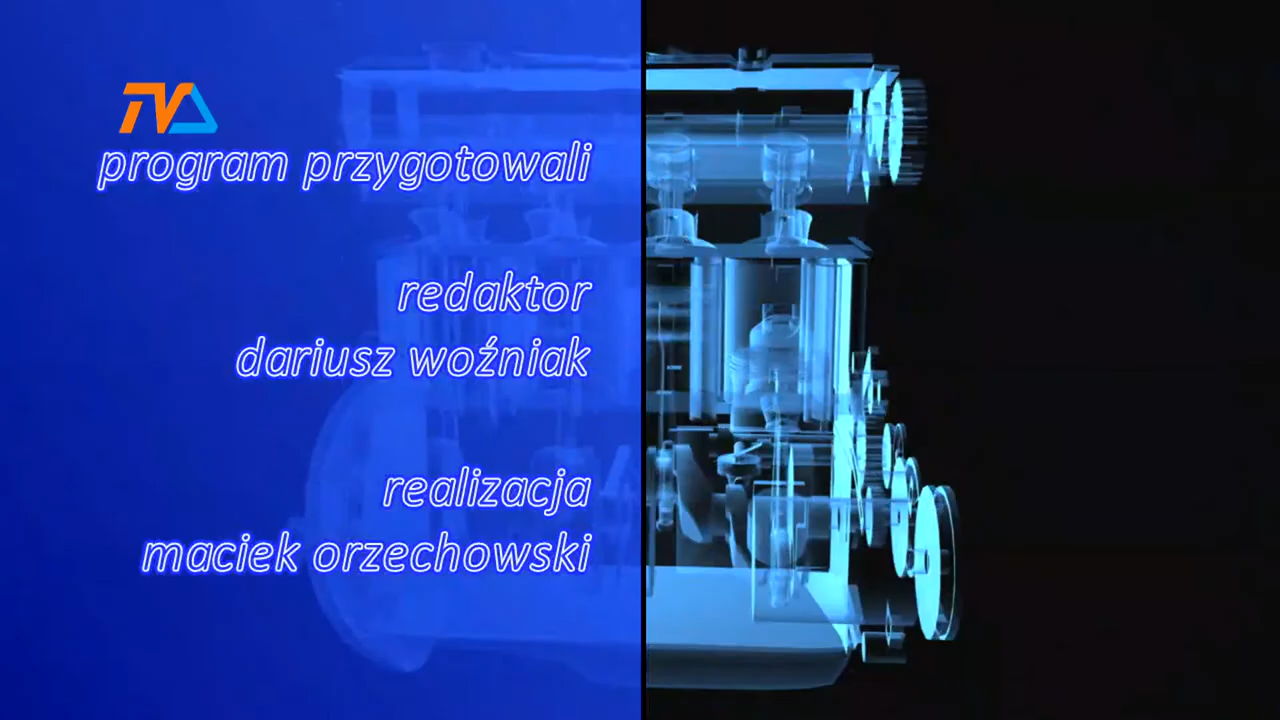 TVA
program przygotowali
redaktor
dariusz woźniak
realizacja
maciek orzechowski